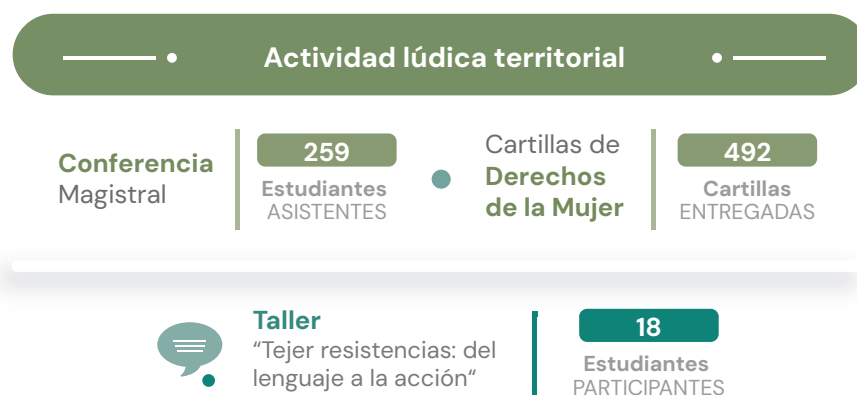 Actividad lúdica territorial
Conferencia
Magistral
259
Estudiantes
ASISTENTES
Cartillas de
Derechos
de la Mujer
492
Cartillas
ENTREGADAS
Taller
“Tejer resistencias: del
lenguaje a la acción“
18
Estudiantes
PARTICIPANTES